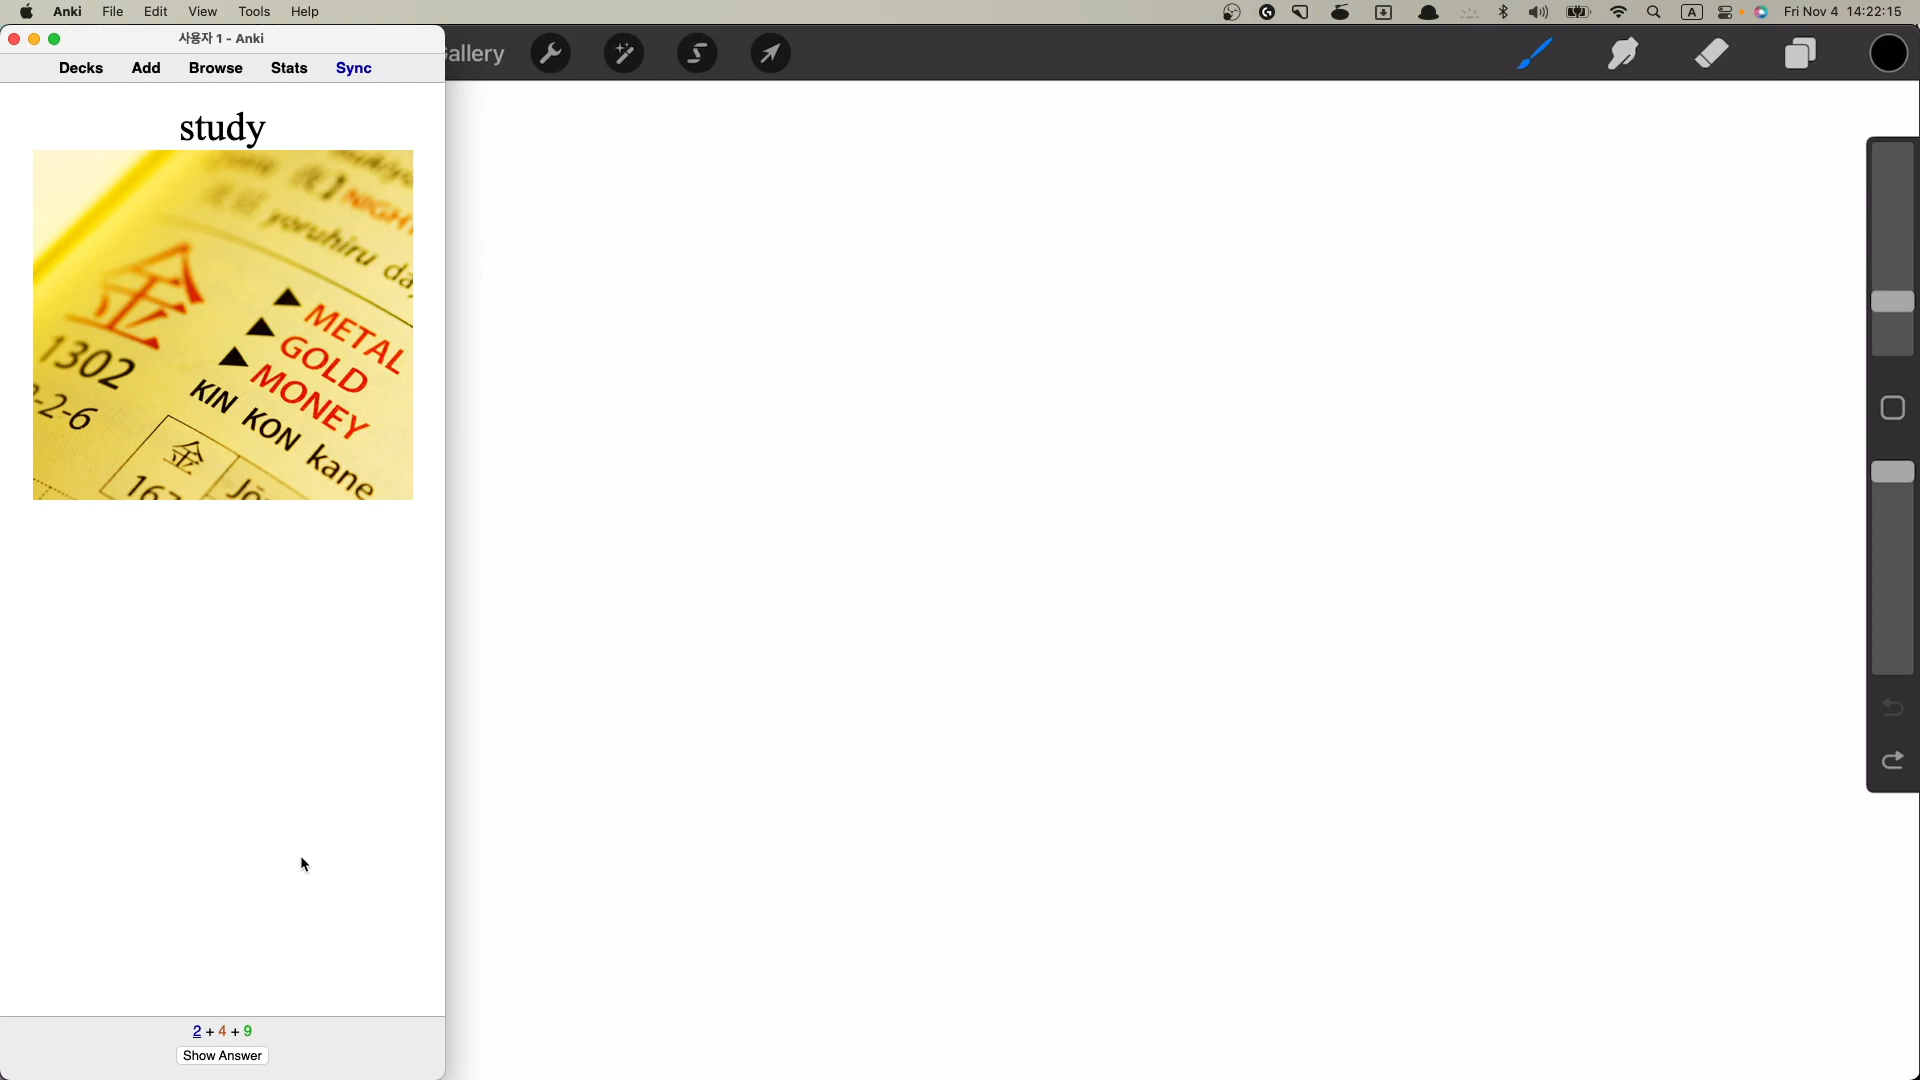 Anki File Edit View Tools Help
A Fri Nov 4 14:22:15
사용자 1 - Anki
Decks Add Browse Stats Sync
allery
study
NIGHT
yoruhiru
金
1302
-2-6
▶ METAL
▶ GOLD
▶ MONEY
KIN KON kane
金
2 + 4 + 9
Show Answer